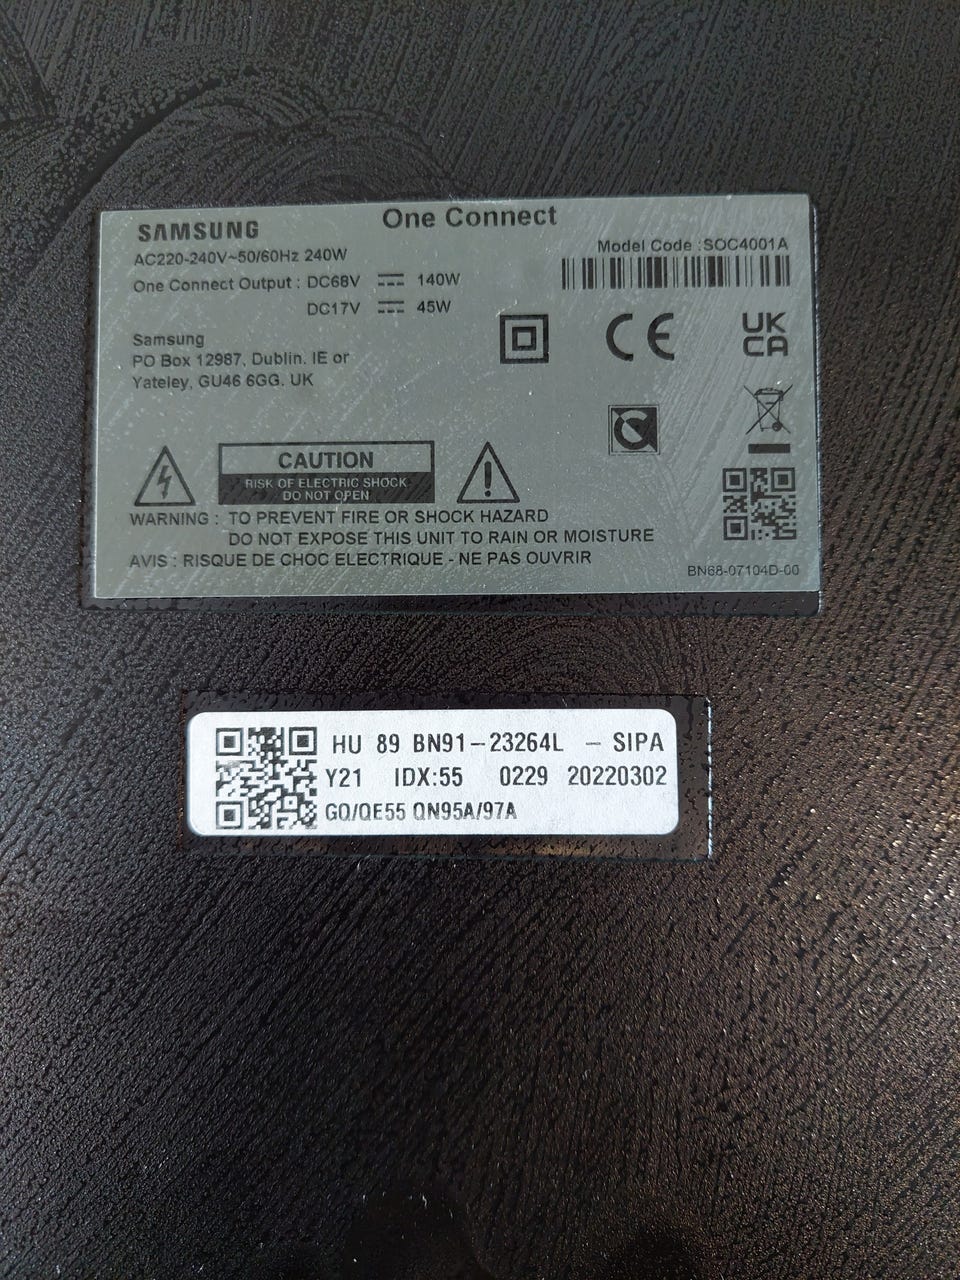 One Connect
SAMSUNG
AC220-240V~50/60Hz 240W
Model Code :SOC4001A
One Connect Output : DC68V ⎓ 140W
DC17V ⎓ 45W
Samsung
PO Box 12987, Dublin. IE or
Yateley, GU46 6GG. UK
CE
UK
CA
CAUTION
RISK OF ELECTRIC SHOCK
DO NOT OPEN
WARNING : TO PREVENT FIRE OR SHOCK HAZARD
DO NOT EXPOSE THIS UNIT TO RAIN OR MOISTURE
AVIS : RISQUE DE CHOC ELECTRIQUE - NE PAS OUVRIR
BN68-07104D-00
HU 89 BN91-23264L - SIPA
Y21 IDX:55 0229 20220302
GQ/QE55 QN95A/97A